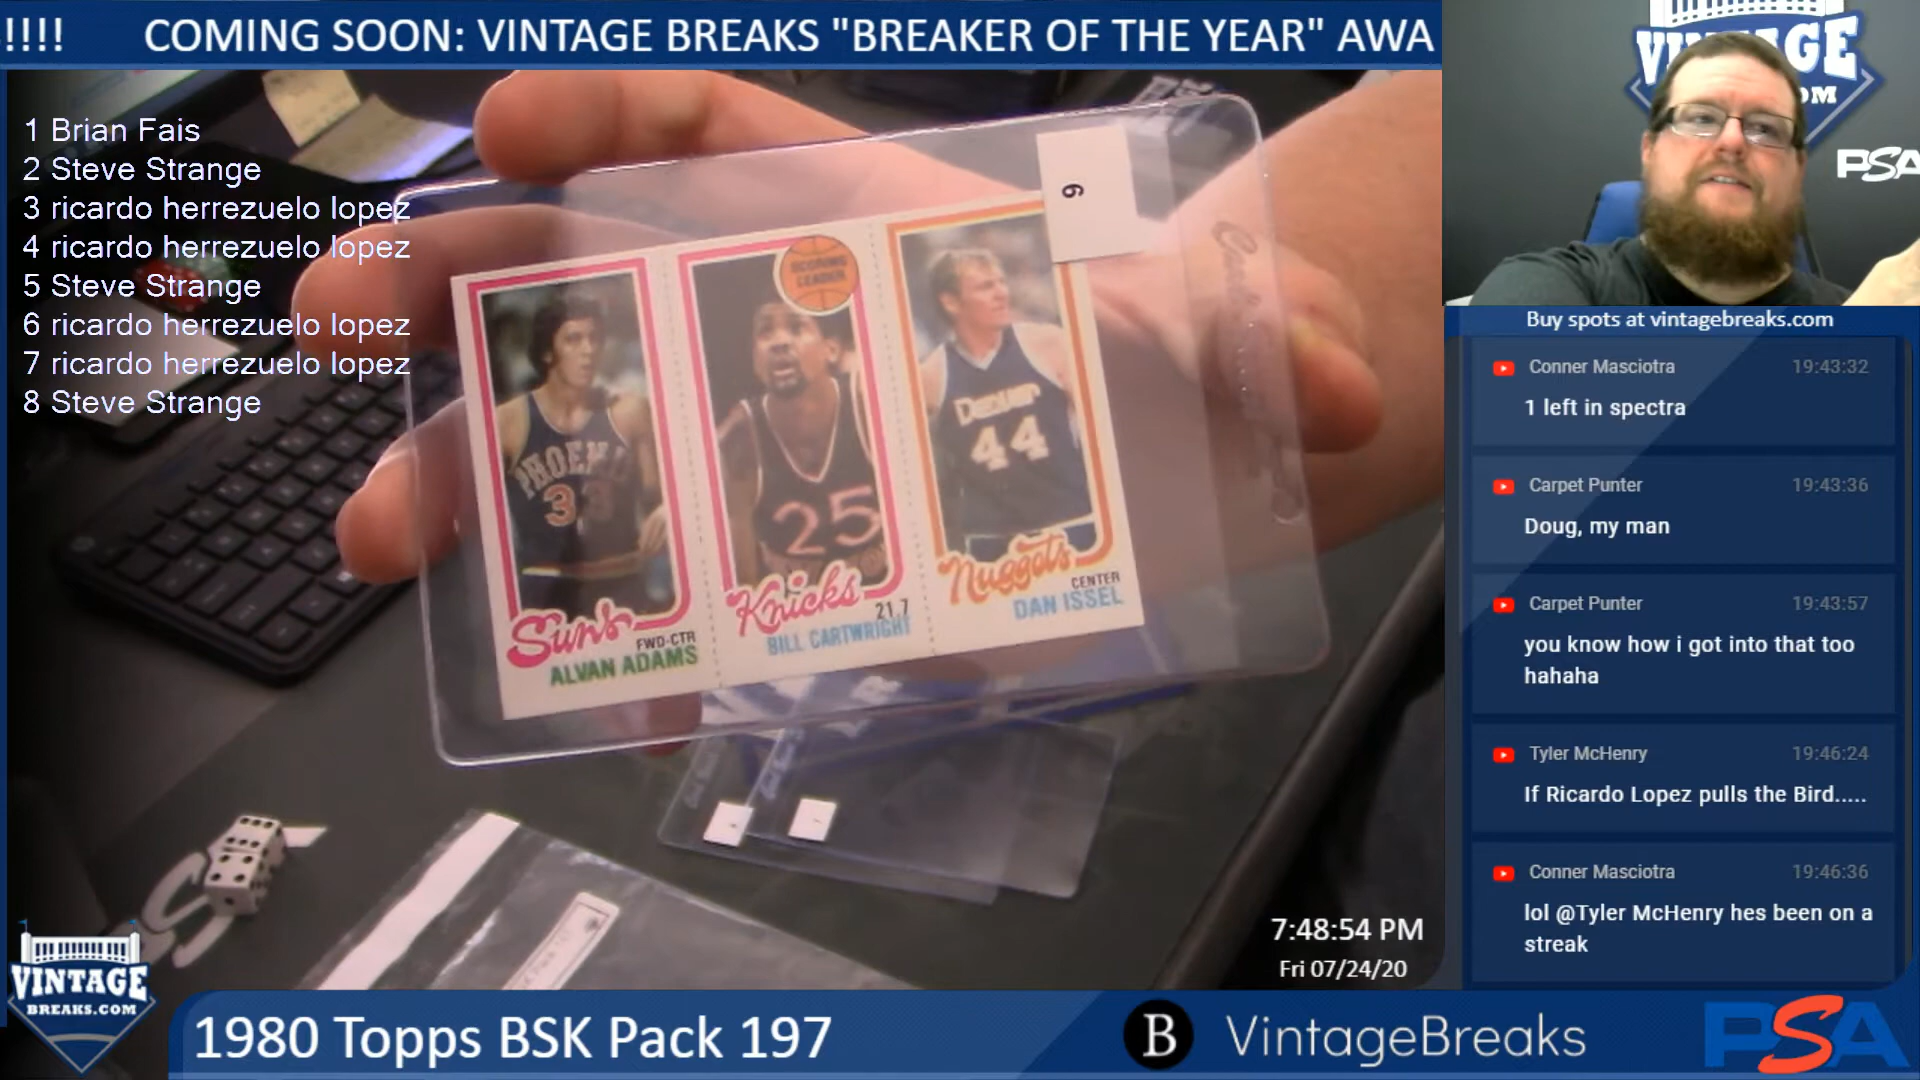 !!!! COMING SOON: VINTAGE BREAKS "BREAKER OF THE YEAR" AWA
1 Brian Fais
2 Steve Strange
3 ricardo herrezuelo lopez
4 ricardo herrezuelo lopez
5 Steve Strange
6 ricardo herrezuelo lopez
7 ricardo herrezuelo lopez
8 Steve Strange
6
SCORING
LEADER
PHOENIX
33
25
Denver
44
Suns
FWD-CTR
ALVAN ADAMS
Knicks
21.7
BILL CARTWRIGHT
Nuggets
CENTER
DAN ISSEL
VINTAGE
PSA
Buy spots at vintagebreaks.com
Conner Masciotra 19:43:32
1 left in spectra
Carpet Punter 19:43:36
Doug, my man
Carpet Punter 19:43:57
you know how i got into that too
hahaha
Tyler McHenry 19:46:24
If Ricardo Lopez pulls the Bird.....
Conner Masciotra 19:46:36
lol @Tyler McHenry hes been on a
streak
7:48:54 PM
Fri 07/24/20
VINTAGE
BREAKS.COM
1980 Topps BSK Pack 197
B VintageBreaks
PSA